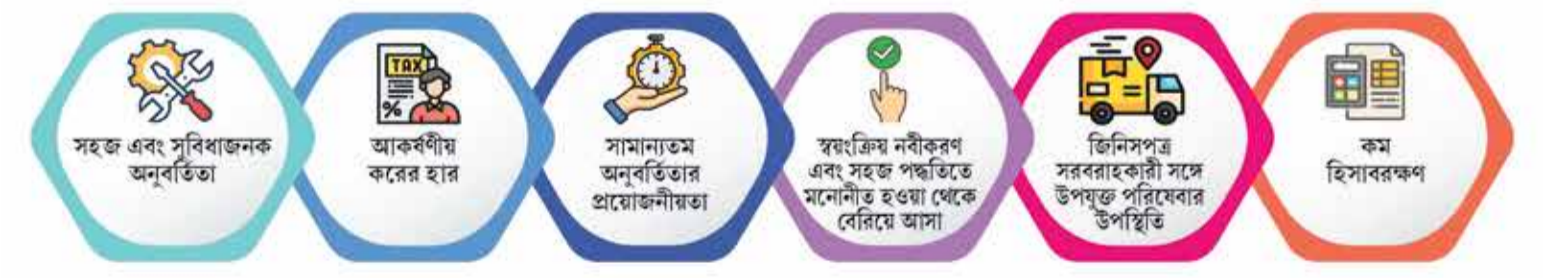 TAX
%
সহজ এবং সুবিধাজনক
অনুবর্তিতা
আকর্ষণীয়
করের হার
সামান্যতম
অনুবর্তিতার
প্রয়োজনীয়তা
স্বয়ংক্রিয় নবীকরণ
এবং সহজ পদ্ধতিতে
মনোনীত হওয়া থেকে
বেরিয়ে আসা
জিনিসপত্র
সরবরাহকারী সঙ্গে
উপযুক্ত পরিষেবার
উপস্থিতি
কম
হিসাবরক্ষণ